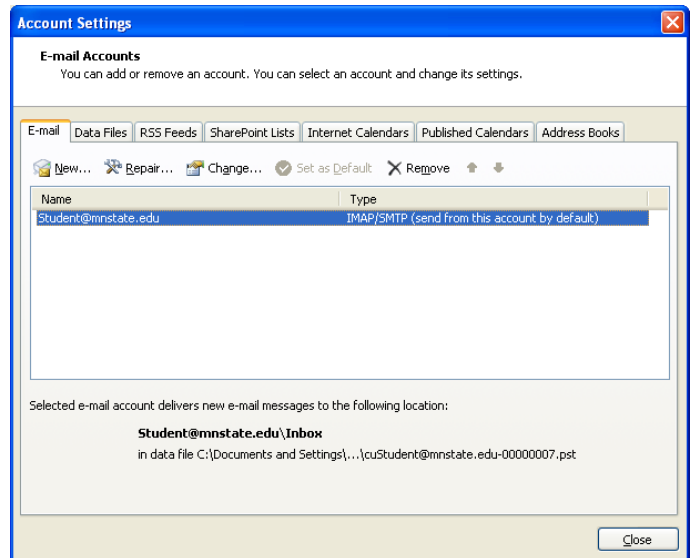 Account Settings
E-mail Accounts
You can add or remove an account. You can select an account and change its settings.
E-mail Data Files RSS Feeds SharePoint Lists Internet Calendars Published Calendars Address Books
New... Repair... Change... Set as Default Remove
Name Type
Student@mnstate.edu IMAP/SMTP (send from this account by default)
Selected e-mail account delivers new e-mail messages to the following location:
Student@mnstate.edu\Inbox
in data file C:\Documents and Settings\...\cuStudent@mnstate.edu-00000007.pst
Close